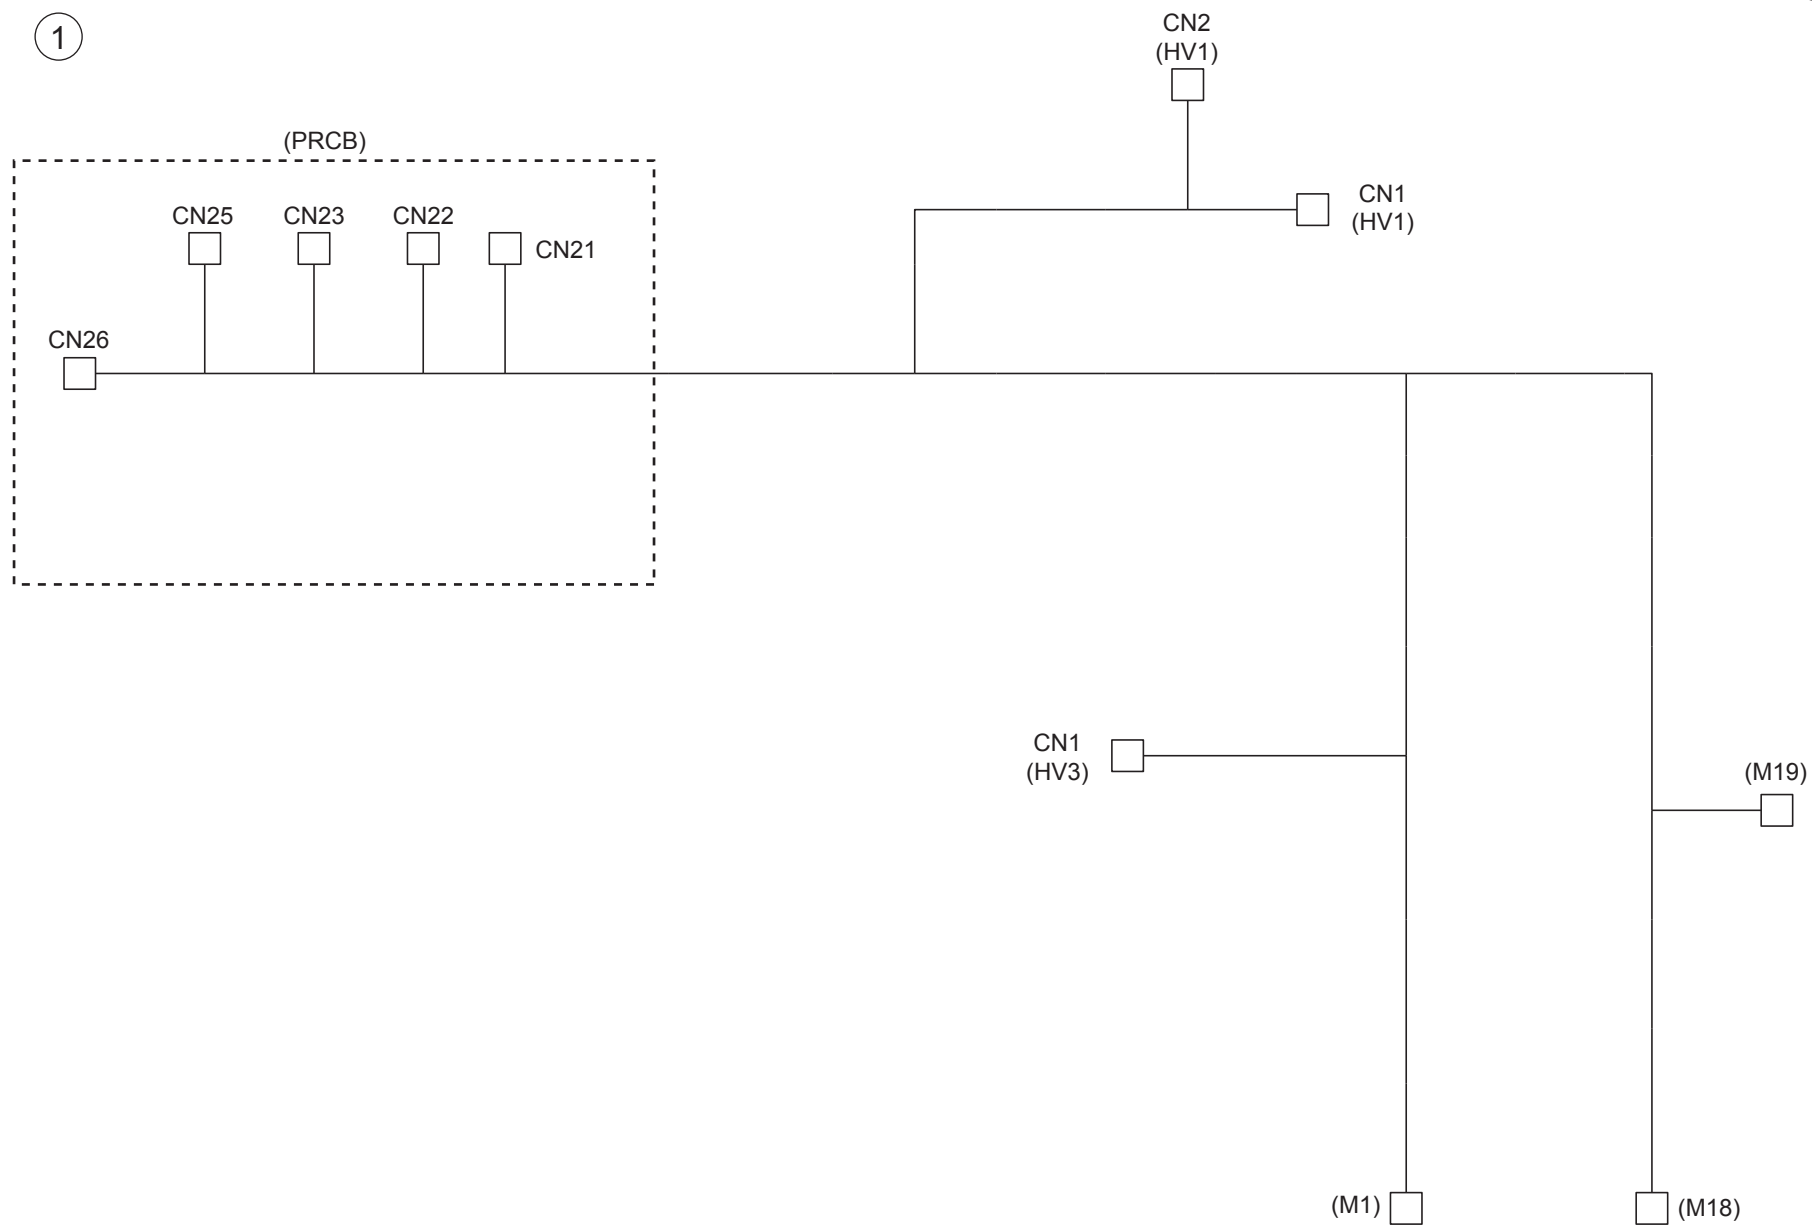 1
CN2
(HV1)
(PRCB)
CN1
(HV1)
CN25
CN23
CN22
CN21
CN26
CN1
(HV3)
(M19)
(M1)
(M18)